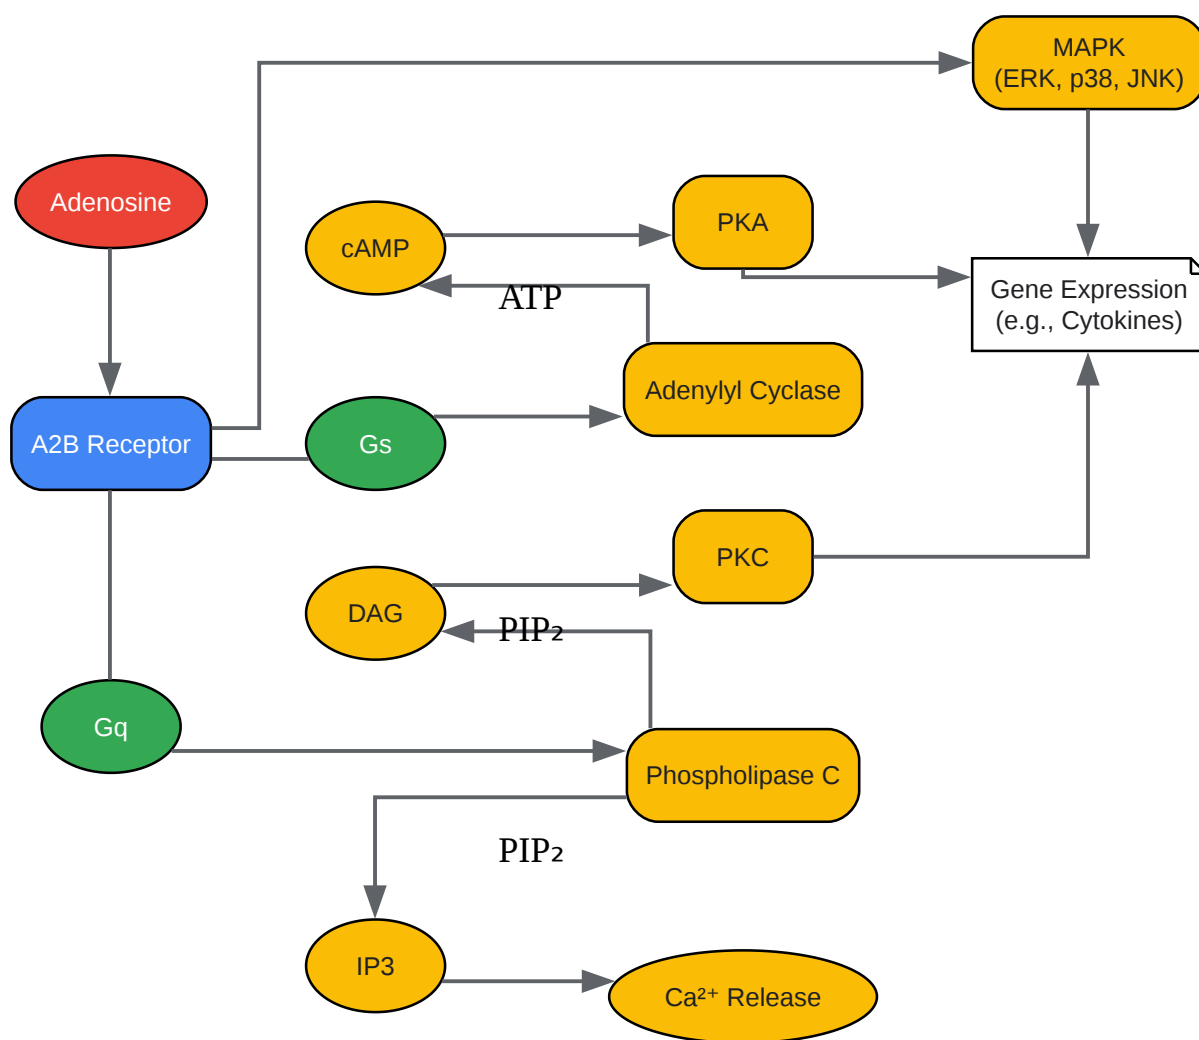 MAPK
(ERK, p38, JNK)
Adenosine
PKA
cAMP
ATP
Gene Expression
(e.g., Cytokines)
Adenylyl Cyclase
A2B Receptor
Gs
PKC
DAG
PIP₂
Gq
Phospholipase C
PIP₂
IP3
Ca²⁺ Release